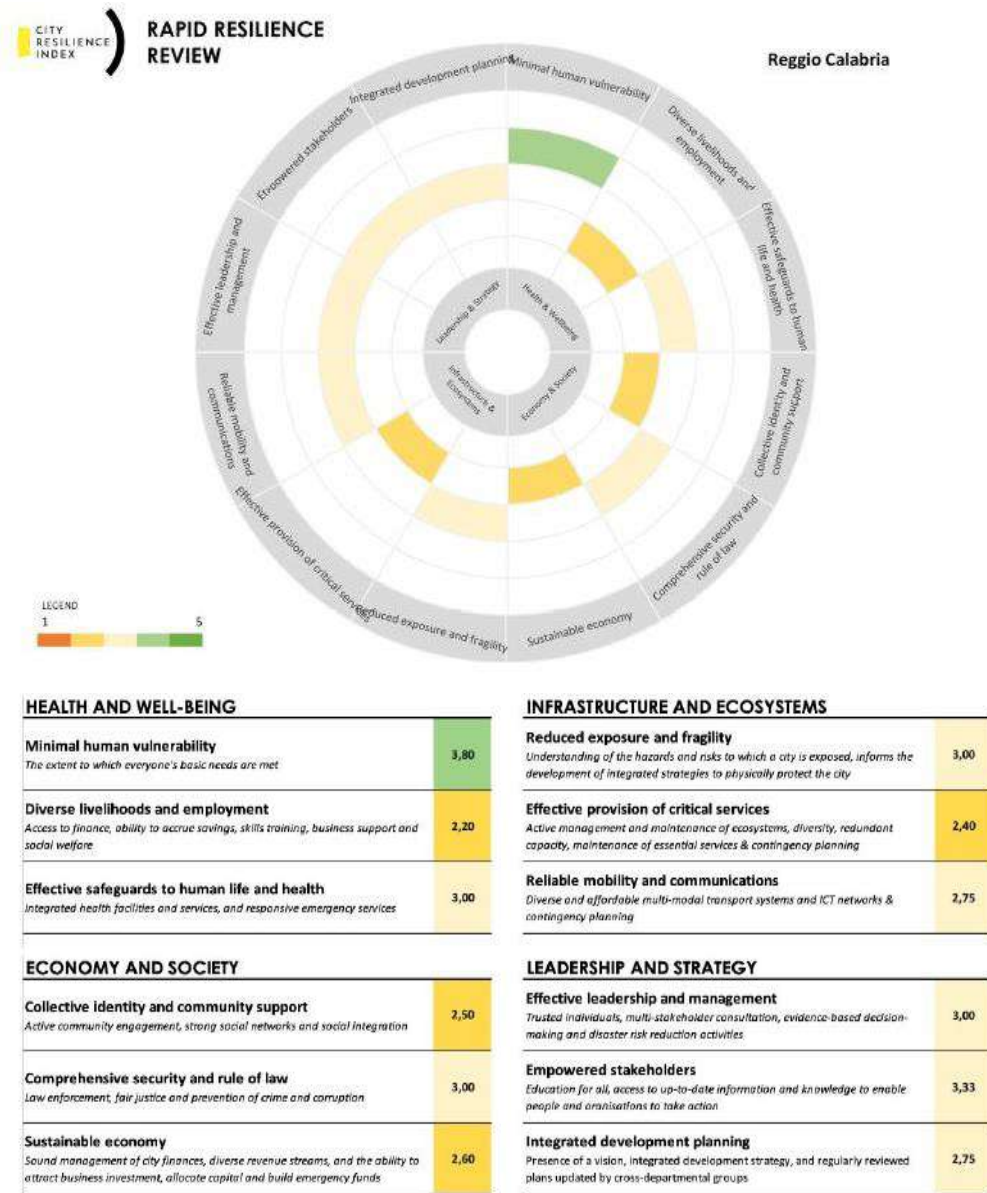 CITY
RESILIENCE
INDEX
RAPID RESILIENCE
REVIEW
Reggio Calabria
Integrated development planning
Minimal human vulnerability
Diverse livelihoods and
employment
Effective safeguards to human
life and health
Collective identity and
community support
Comprehensive security and
rule of law
Sustainable economy
Reduced exposure and fragility
Effective provision of critical services
Reliable mobility and
communications
Effective leadership and
management
Empowered stakeholders
Leadership & Strategy
Health & Wellbeing
Infrastructure &
Ecosystems
Economy & Society
LEGEND
1 5
HEALTH AND WELL-BEING
Minimal human vulnerability
The extent to which everyone's basic needs are met
3,80
Diverse livelihoods and employment
Access to finance, ability to accrue savings, skills training, business support and
social welfare
2,20
Effective safeguards to human life and health
Integrated health facilities and services, and responsive emergency services
3,00
ECONOMY AND SOCIETY
Collective identity and community support
Active community engagement, strong social networks and social integration
2,50
Comprehensive security and rule of law
Law enforcement, fair justice and prevention of crime and corruption
3,00
Sustainable economy
Sound management of city finances, diverse revenue streams, and the ability to
attract business investment, allocate capital and build emergency funds
2,60
INFRASTRUCTURE AND ECOSYSTEMS
Reduced exposure and fragility
Understanding of the hazards and risks to which a city is exposed, informs the
development of integrated strategies to physically protect the city
3,00
Effective provision of critical services
Active management and maintenance of ecosystems, diversity, redundant
capacity, maintenance of essential services & contingency planning
2,40
Reliable mobility and communications
Diverse and affordable multi-modal transport systems and ICT networks &
contingency planning
2,75
LEADERSHIP AND STRATEGY
Effective leadership and management
Trusted individuals, multi-stakeholder consultation, evidence-based decision-
making and disaster risk reduction activities
3,00
Empowered stakeholders
Education for all, access to up-to-date information and knowledge to enable
people and oranisations to take action
3,33
Integrated development planning
Presence of a vision, integrated development strategy, and regularly reviewed
plans updated by cross-departmental groups
2,75